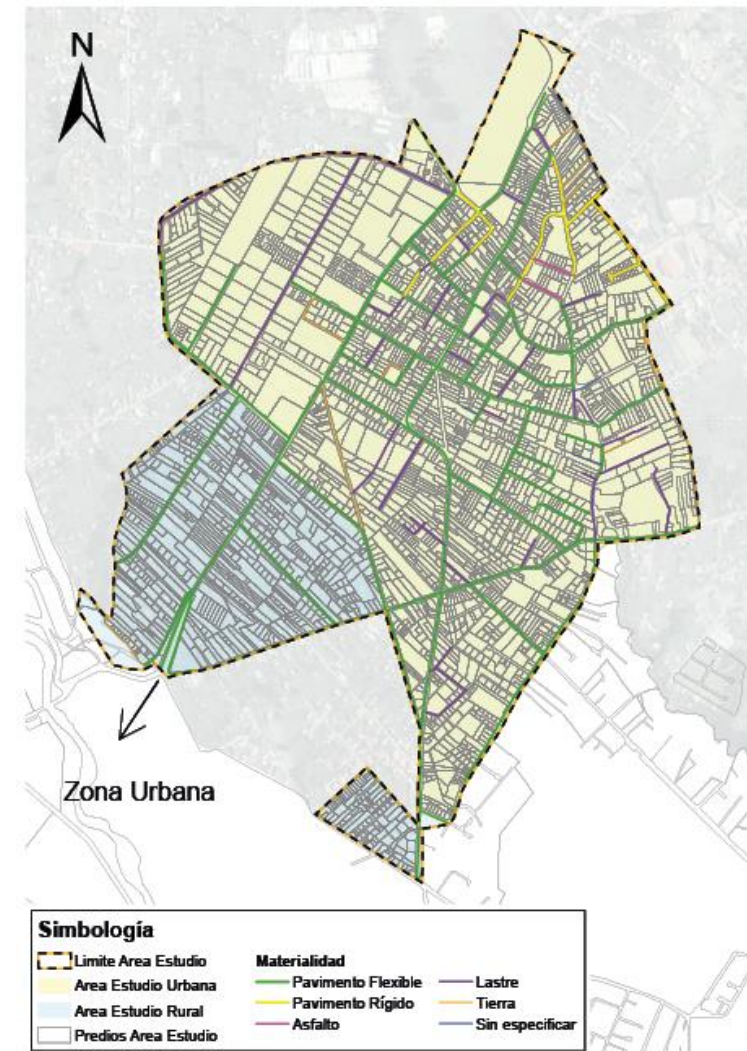 N
Zona Urbana
Simbología
Limite Area Estudio
Area Estudio Urbana
Area Estudio Rural
Predios Area Estudio
Materialidad
Pavimento Flexible
Pavimento Rígido
Asfalto
Lastre
Tierra
Sin especificar